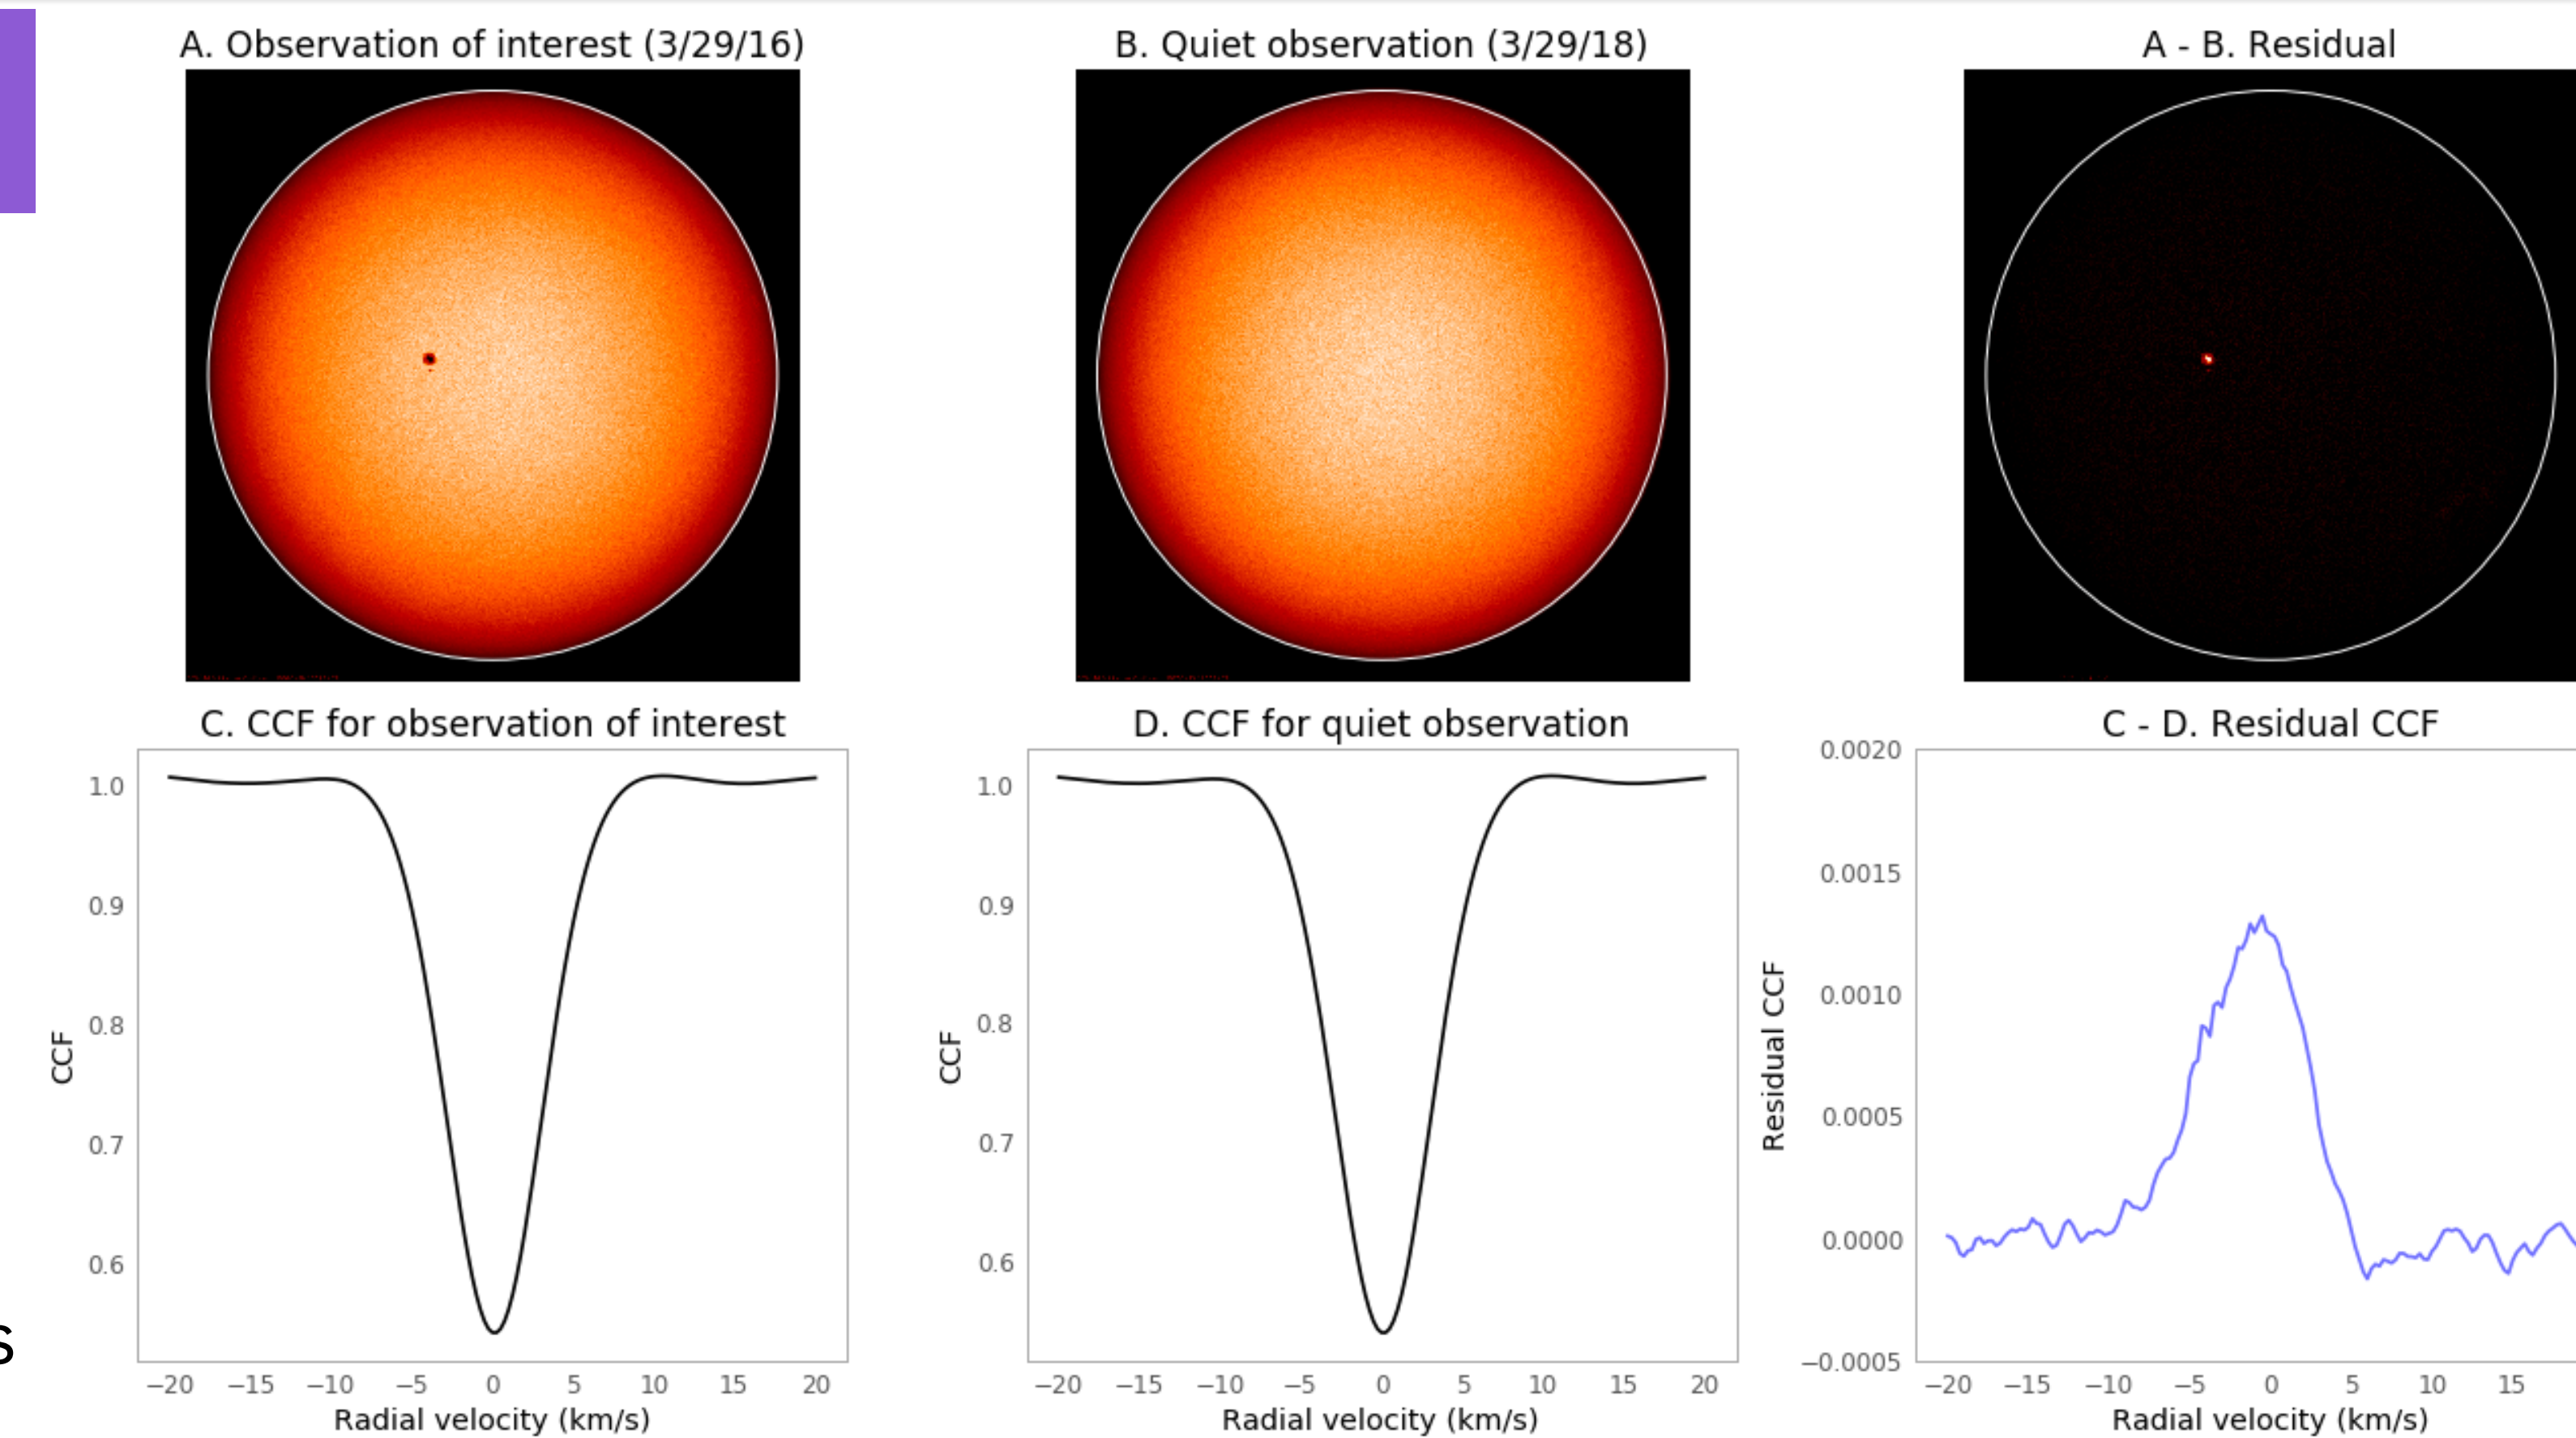 A. Observation of interest (3/29/16)
B. Quiet observation (3/29/18)
A - B. Residual
C. CCF for observation of interest
1.0
0.9
0.8
0.7
0.6
CCF
−20 −15 −10 −5 0 5 10 15 20
Radial velocity (km/s)
D. CCF for quiet observation
1.0
0.9
0.8
0.7
0.6
CCF
−20 −15 −10 −5 0 5 10 15 20
Radial velocity (km/s)
C - D. Residual CCF
0.0020
0.0015
0.0010
0.0005
0.0000
−0.0005
Residual CCF
−20 −15 −10 −5 0 5 10 15
Radial velocity (km/s)
s